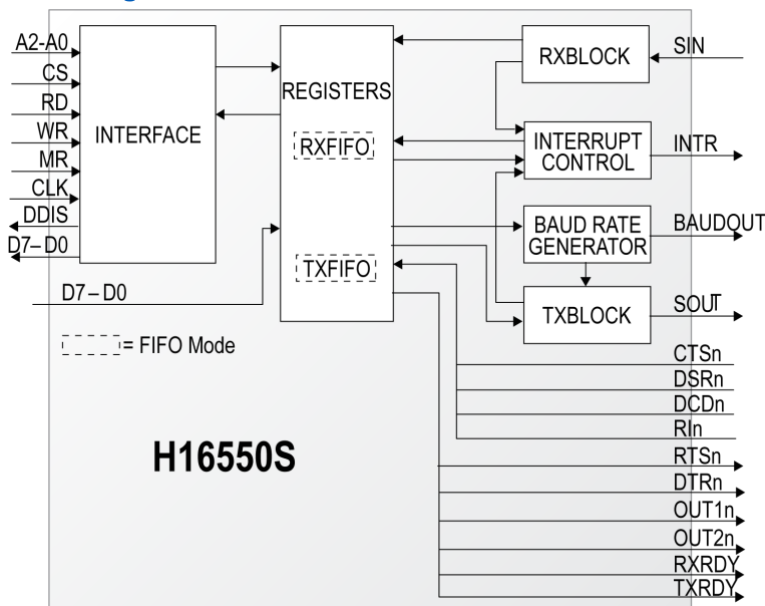 A2-A0
CS
RD
WR
MR
CLK
DDIS
D7–D0
INTERFACE
D7–D0
REGISTERS
RXFIFO
TXFIFO
= FIFO Mode
H16550S
RXBLOCK
INTERRUPT
CONTROL
BAUD RATE
GENERATOR
TXBLOCK
SIN
INTR
BAUDOUT
SOUT
CTSn
DSRn
DCDn
RIn
RTSn
DTRn
OUT1n
OUT2n
RXRDY
TXRDY